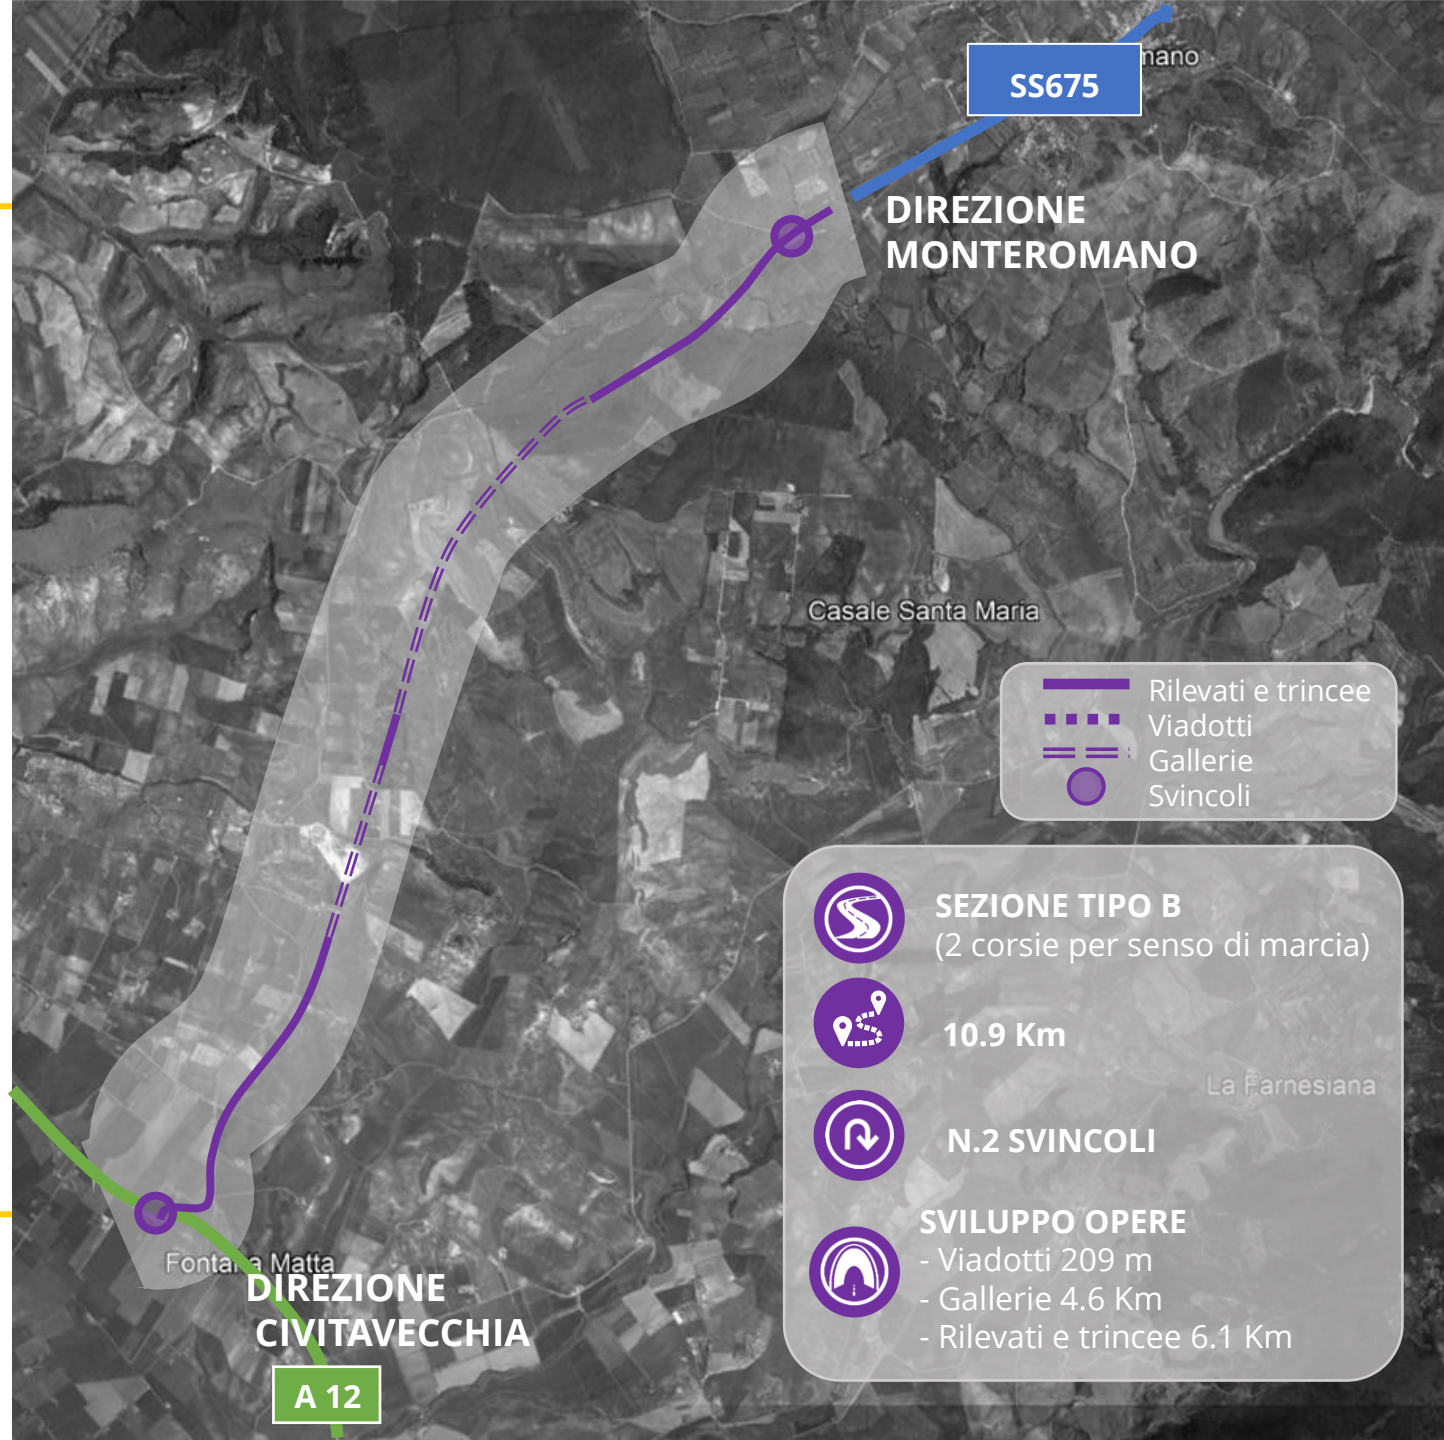 mano
SS675
DIREZIONE
MONTEROMANO
Casale Santa Maria
Rilevati e trincee
Viadotti
Gallerie
Svincoli
SEZIONE TIPO B
(2 corsie per senso di marcia)
10.9 Km
La Farnesiana
N.2 SVINCOLI
SVILUPPO OPERE
- Viadotti 209 m
- Gallerie 4.6 Km
- Rilevati e trincee 6.1 Km
Fontana Matta
DIREZIONE
CIVITAVECCHIA
A 12